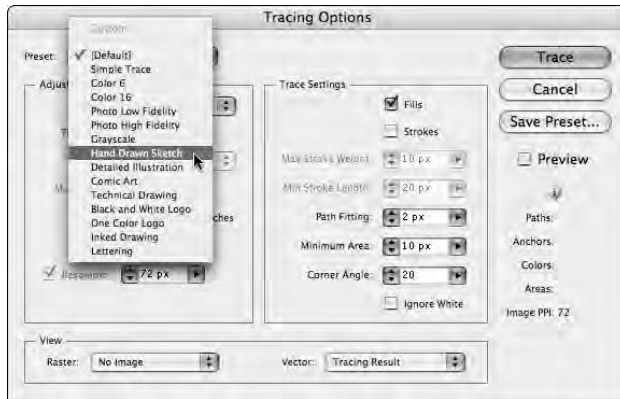 Tracing Options
Custom
Preset:
✓ [Default]
Simple Trace
Color 6
Color 16
Photo Low Fidelity
Photo High Fidelity
Grayscale
Hand Drawn Sketch
Detailed Illustration
Comic Art
Technical Drawing
Black and White Logo
One Color Logo
Inked Drawing
Lettering
Adjust
Resample: 72 px
Trace Settings
Fills
Strokes
Max Stroke Weight: 10 px
Min Stroke Length: 20 px
Path Fitting: 2 px
Minimum Area: 10 px
Corner Angle: 20
Ignore White
View
Raster: No Image
Vector: Tracing Result
Trace
Cancel
Save Preset...
Preview
Paths:
Anchors:
Colors:
Areas:
Image PPI: 72